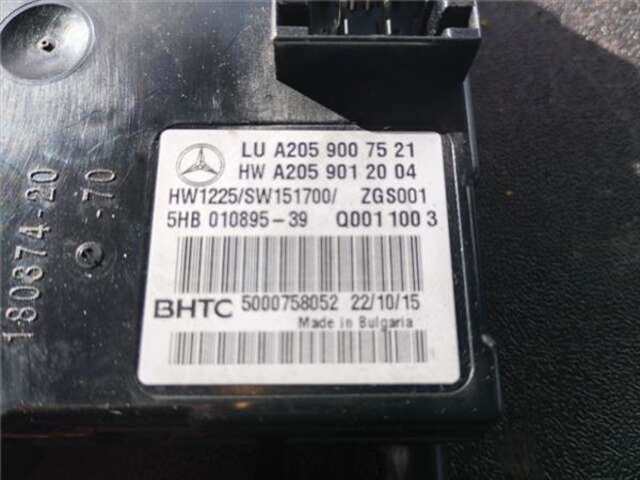 LU A205 900 75 21
HW A205 901 20 04
HW1225/SW151700/ ZGS001
5HB 010895-39 Q001 100 3
BHTC 5000758052 22/10/15
Made in Bulgaria
180374-20
-70